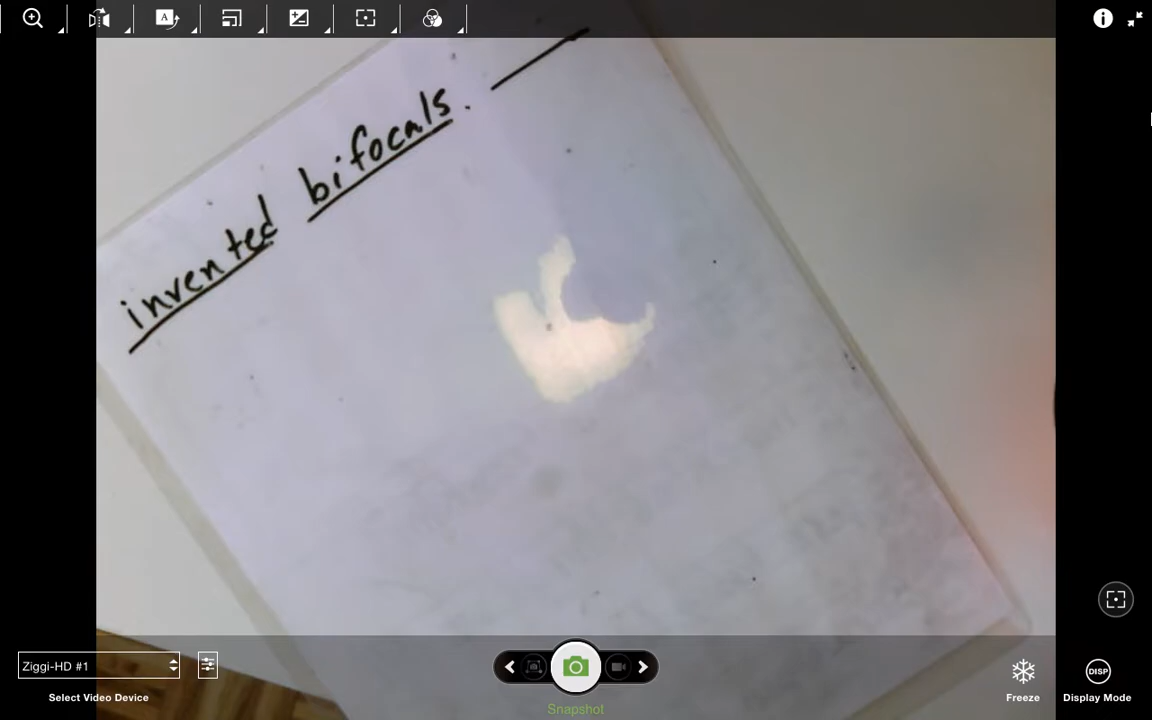 invented bifocals.
Ziggi-HD #1
Select Video Device
Snapshot
Freeze
DISP
Display Mode